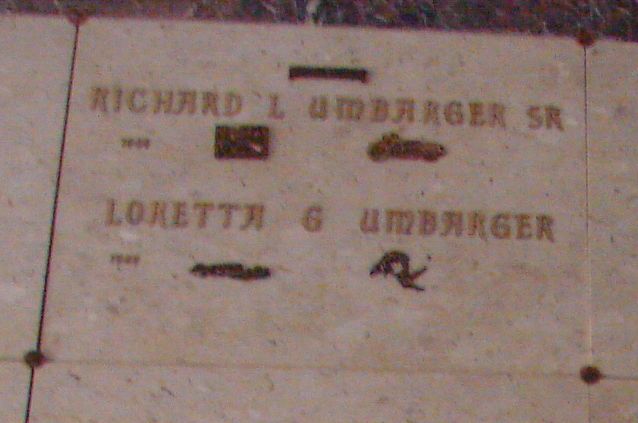 RICHARD L UMBARGER SR
LORETTA G UMBARGER